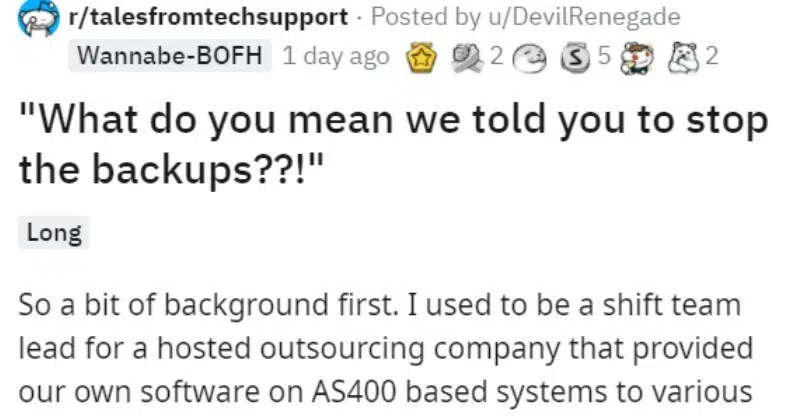 r/talesfromtechsupport · Posted by u/DevilRenegade
Wannabe-BOFH 1 day ago 2 S 5 2
"What do you mean we told you to stop
the backups??!"
Long
So a bit of background first. I used to be a shift team
lead for a hosted outsourcing company that provided
our own software on AS400 based systems to various